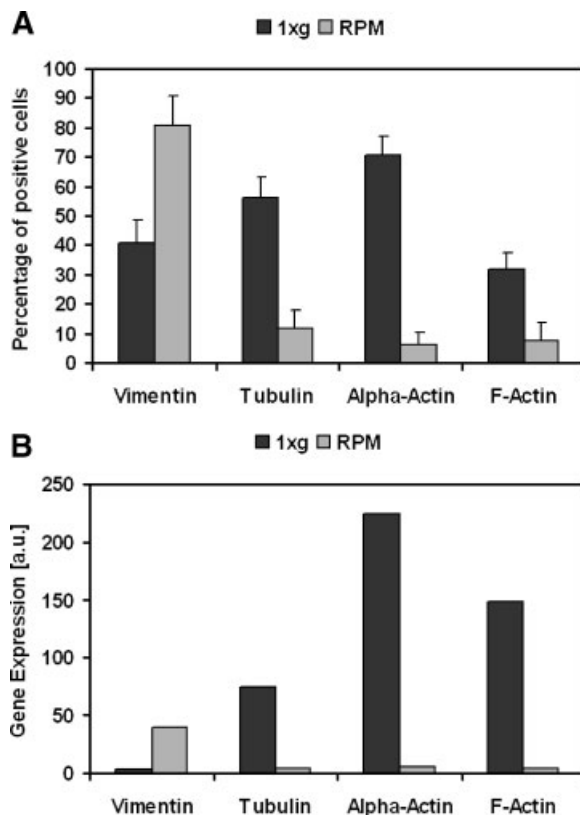 A
1xg RPM
Percentage of positive cells
100
90
80
70
60
50
40
30
20
10
0
Vimentin Tubulin Alpha-Actin F-Actin
B
1xg RPM
Gene Expression [a.u.]
250
200
150
100
50
0
Vimentin Tubulin Alpha-Actin F-Actin